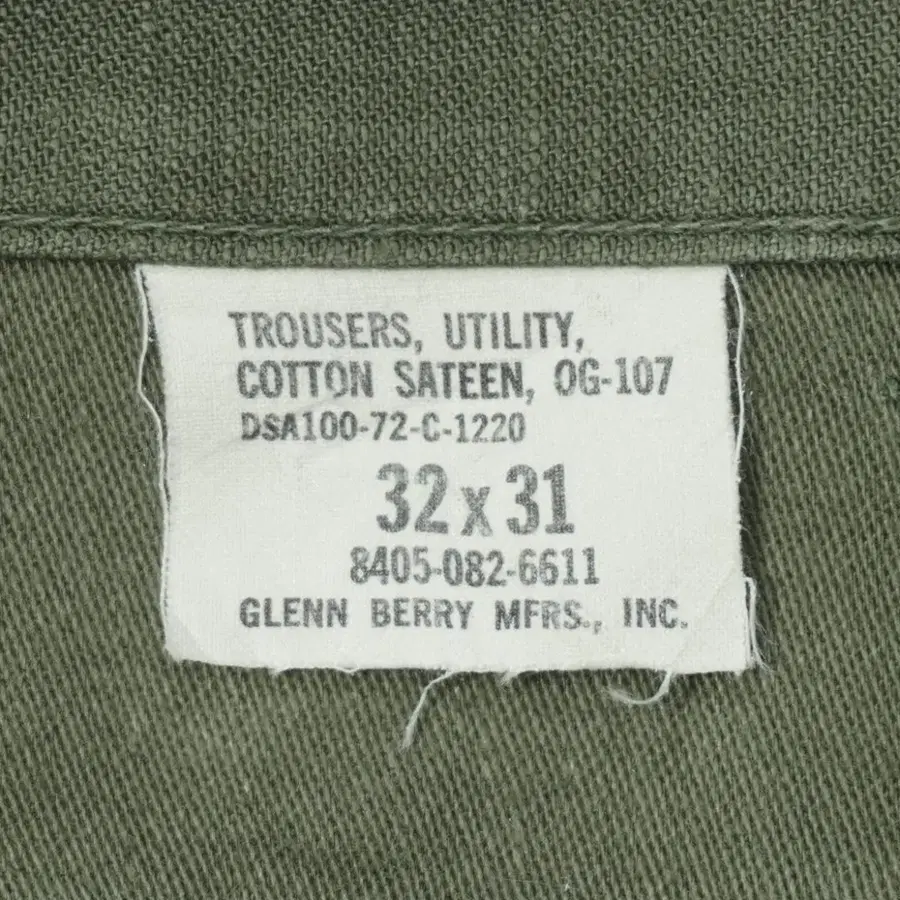 TROUSERS, UTILITY,
COTTON SATEEN, OG-107
DSA100-72-C-1220
32 x 31
8405-082-6611
GLENN BERRY MFRS., INC.